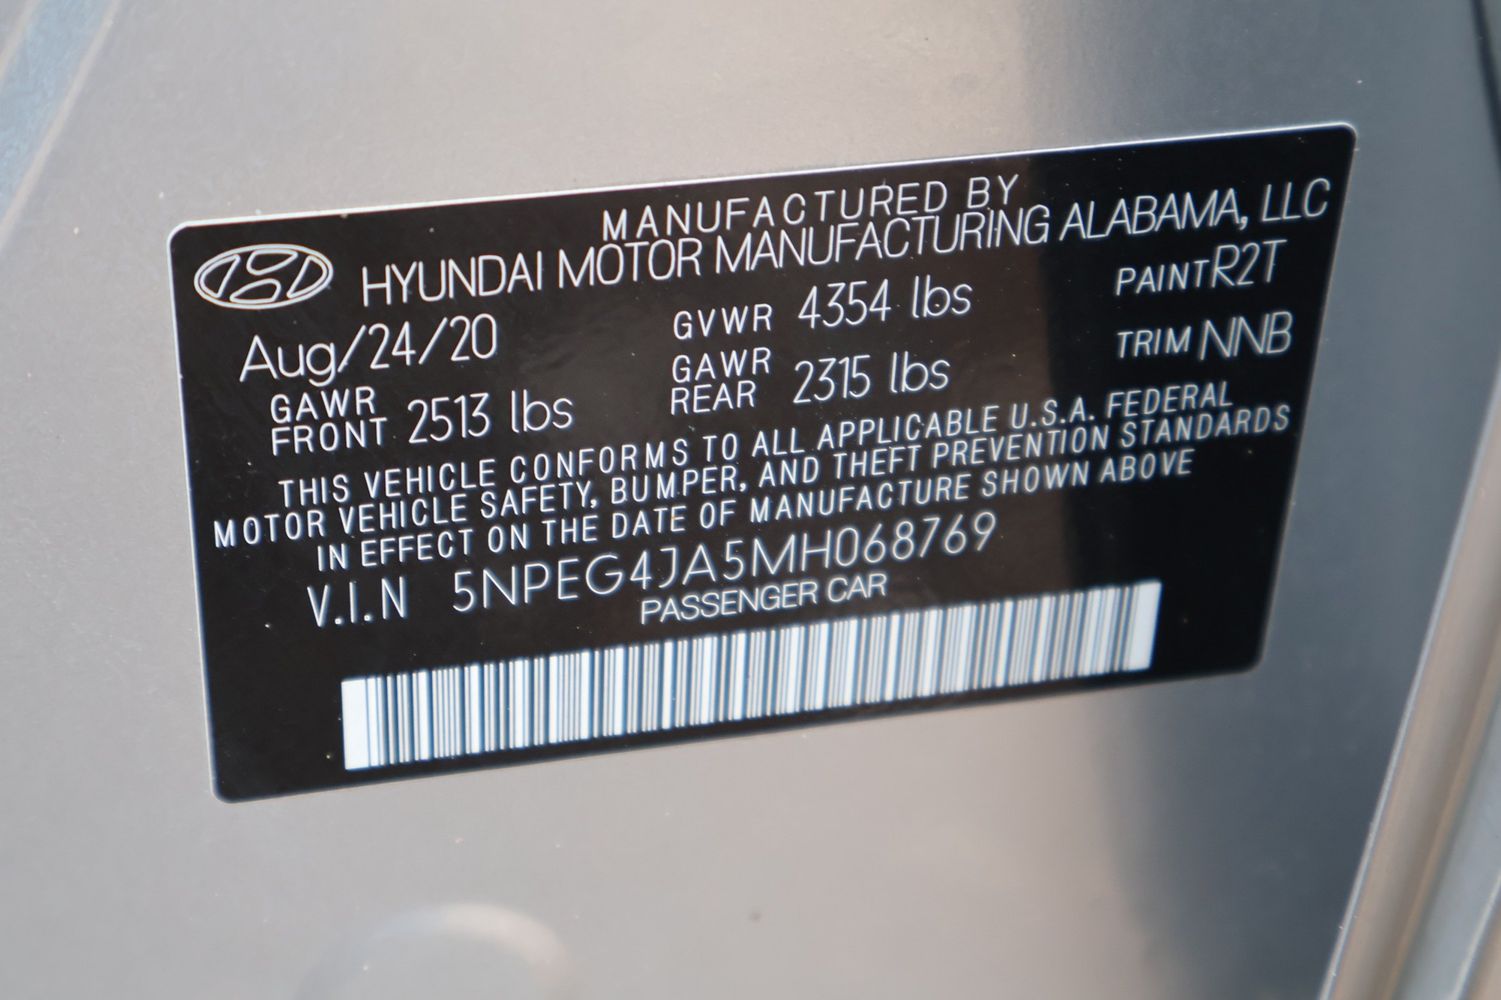 MANUFACTURED BY
HYUNDAI MOTOR MANUFACTURING ALABAMA, LLC
Aug/24/20 GVWR 4354 lbs PAINT R2T
GAWR FRONT 2513 lbs GAWR REAR 2315 lbs TRIM NNB
THIS VEHICLE CONFORMS TO ALL APPLICABLE U.S.A. FEDERAL
MOTOR VEHICLE SAFETY, BUMPER, AND THEFT PREVENTION STANDARDS
IN EFFECT ON THE DATE OF MANUFACTURE SHOWN ABOVE
V.I.N 5NPEG4JA5MH068769
PASSENGER CAR